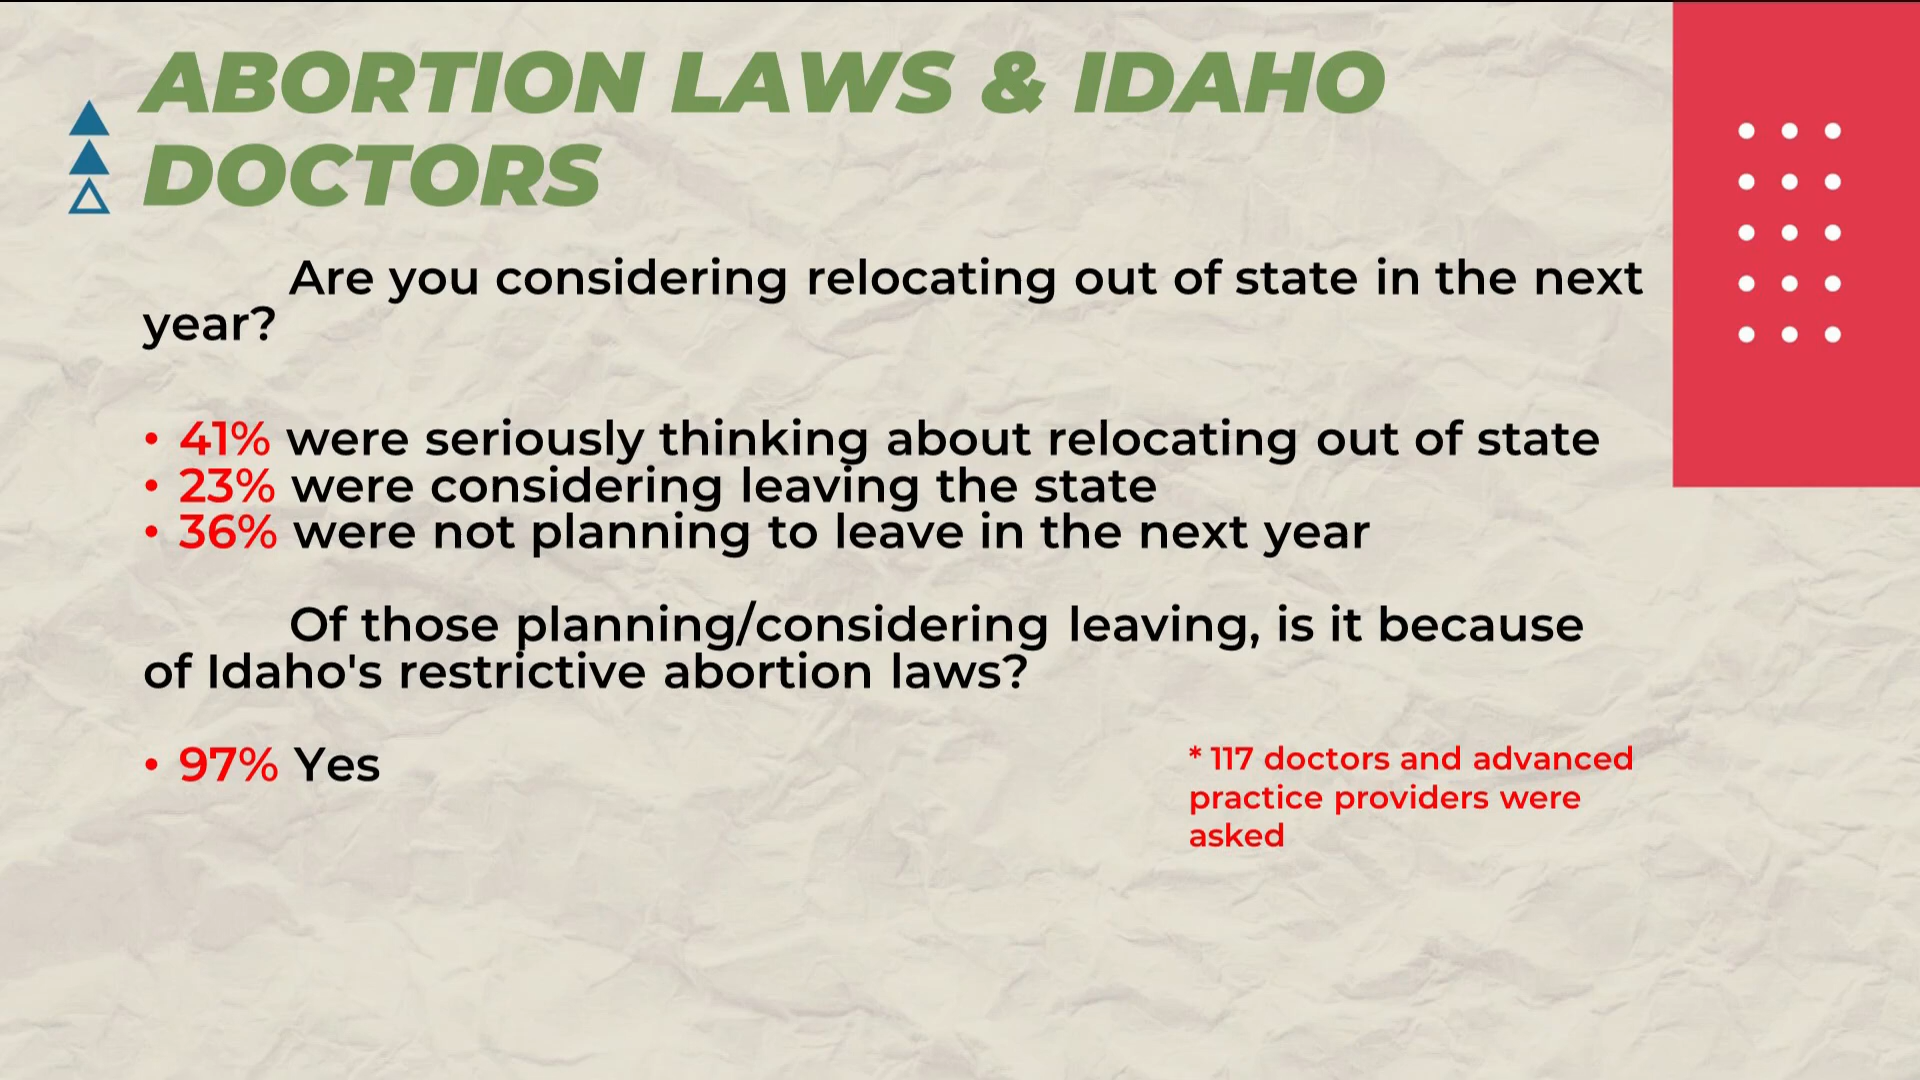 ABORTION LAWS & IDAHO
DOCTORS
Are you considering relocating out of state in the next
year?
• 41% were seriously thinking about relocating out of state
• 23% were considering leaving the state
• 36% were not planning to leave in the next year
Of those planning/considering leaving, is it because
of Idaho's restrictive abortion laws?
• 97% Yes
* 117 doctors and advanced
practice providers were
asked